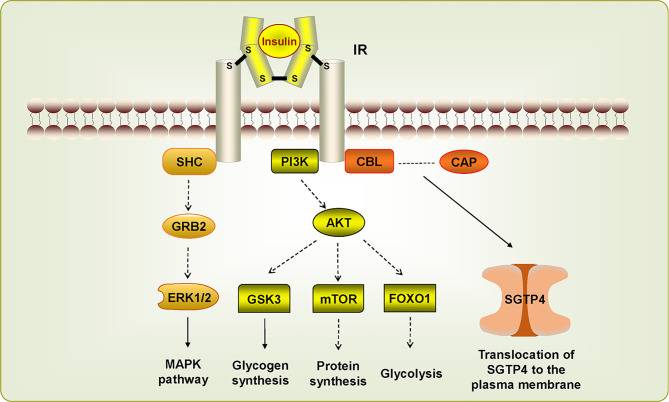 Insulin
IR
S
S
S
S
S
S
SHC
PI3K
CBL
CAP
GRB2
AKT
ERK1/2
GSK3
mTOR
FOXO1
SGTP4
MAPK
pathway
Glycogen
synthesis
Protein
synthesis
Glycolysis
Translocation of
SGTP4 to the
plasma membrane